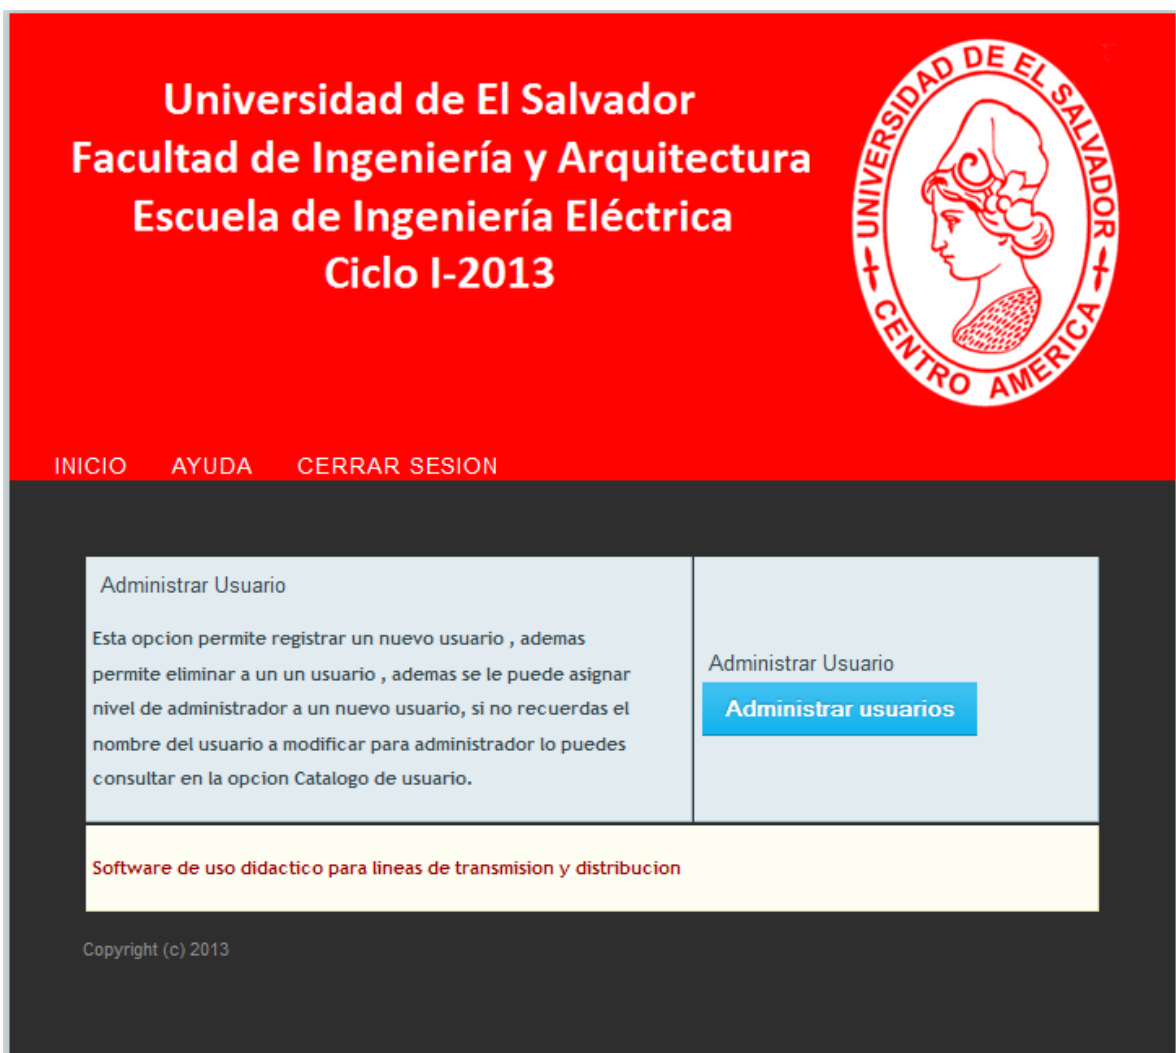 Universidad de El Salvador
Facultad de Ingeniería y Arquitectura
Escuela de Ingeniería Eléctrica
Ciclo I-2013
UNIVERSIDAD DE EL SALVADOR
CENTRO AMERICA
INICIO AYUDA CERRAR SESION
Administrar Usuario
Esta opcion permite registrar un nuevo usuario , ademas
permite eliminar a un un usuario , ademas se le puede asignar
nivel de administrador a un nuevo usuario, si no recuerdas el
nombre del usuario a modificar para administrador lo puedes
consultar en la opcion Catalogo de usuario.
Administrar Usuario
Administrar usuarios
Software de uso didactico para lineas de transmision y distribucion
Copyright (c) 2013